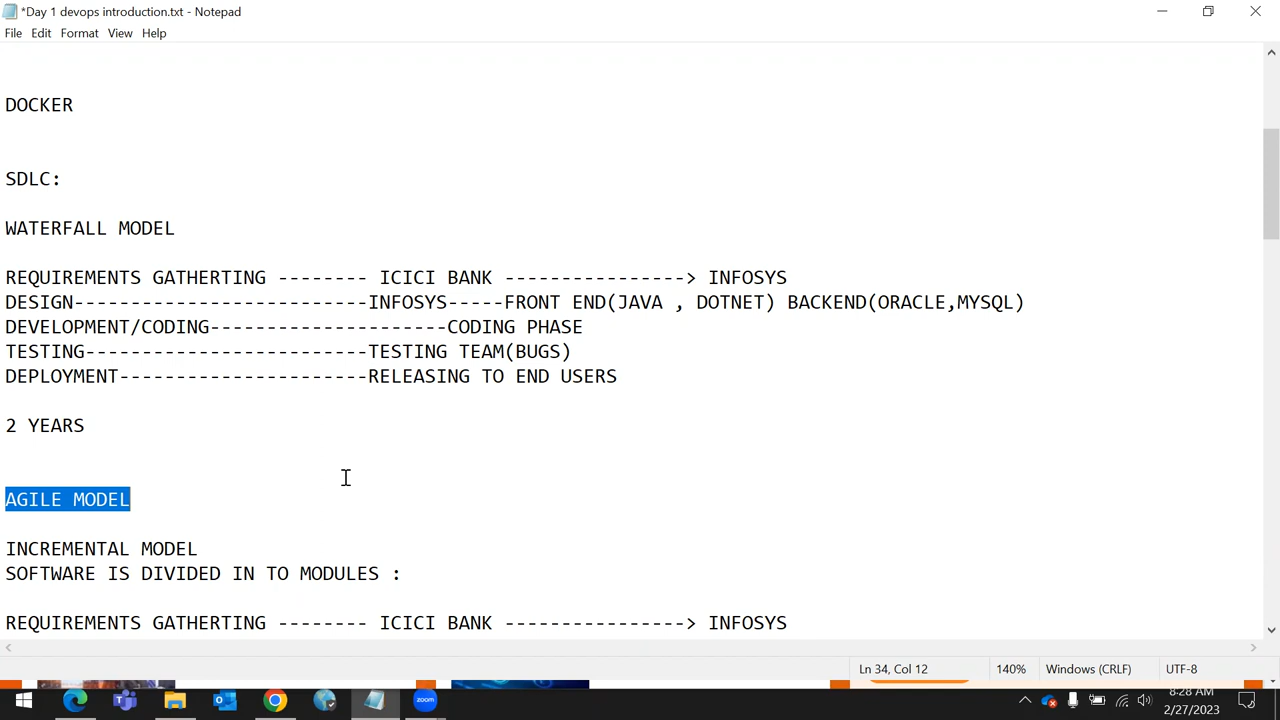 *Day 1 devops introduction.txt - Notepad
File Edit Format View Help
DOCKER
SDLC:
WATERFALL MODEL
REQUIREMENTS GATHERTING -------- ICICI BANK ----------------> INFOSYS
DESIGN--------------------------INFOSYS-----FRONT END(JAVA , DOTNET) BACKEND(ORACLE,MYSQL)
DEVELOPMENT/CODING---------------------CODING PHASE
TESTING-------------------------TESTING TEAM(BUGS)
DEPLOYMENT----------------------RELEASING TO END USERS
2 YEARS
AGILE MODEL
INCREMENTAL MODEL
SOFTWARE IS DIVIDED IN TO MODULES :
REQUIREMENTS GATHERTING -------- ICICI BANK ----------------> INFOSYS
Ln 34, Col 12 140% Windows (CRLF) UTF-8
zoom
8:28 AM
2/27/2023